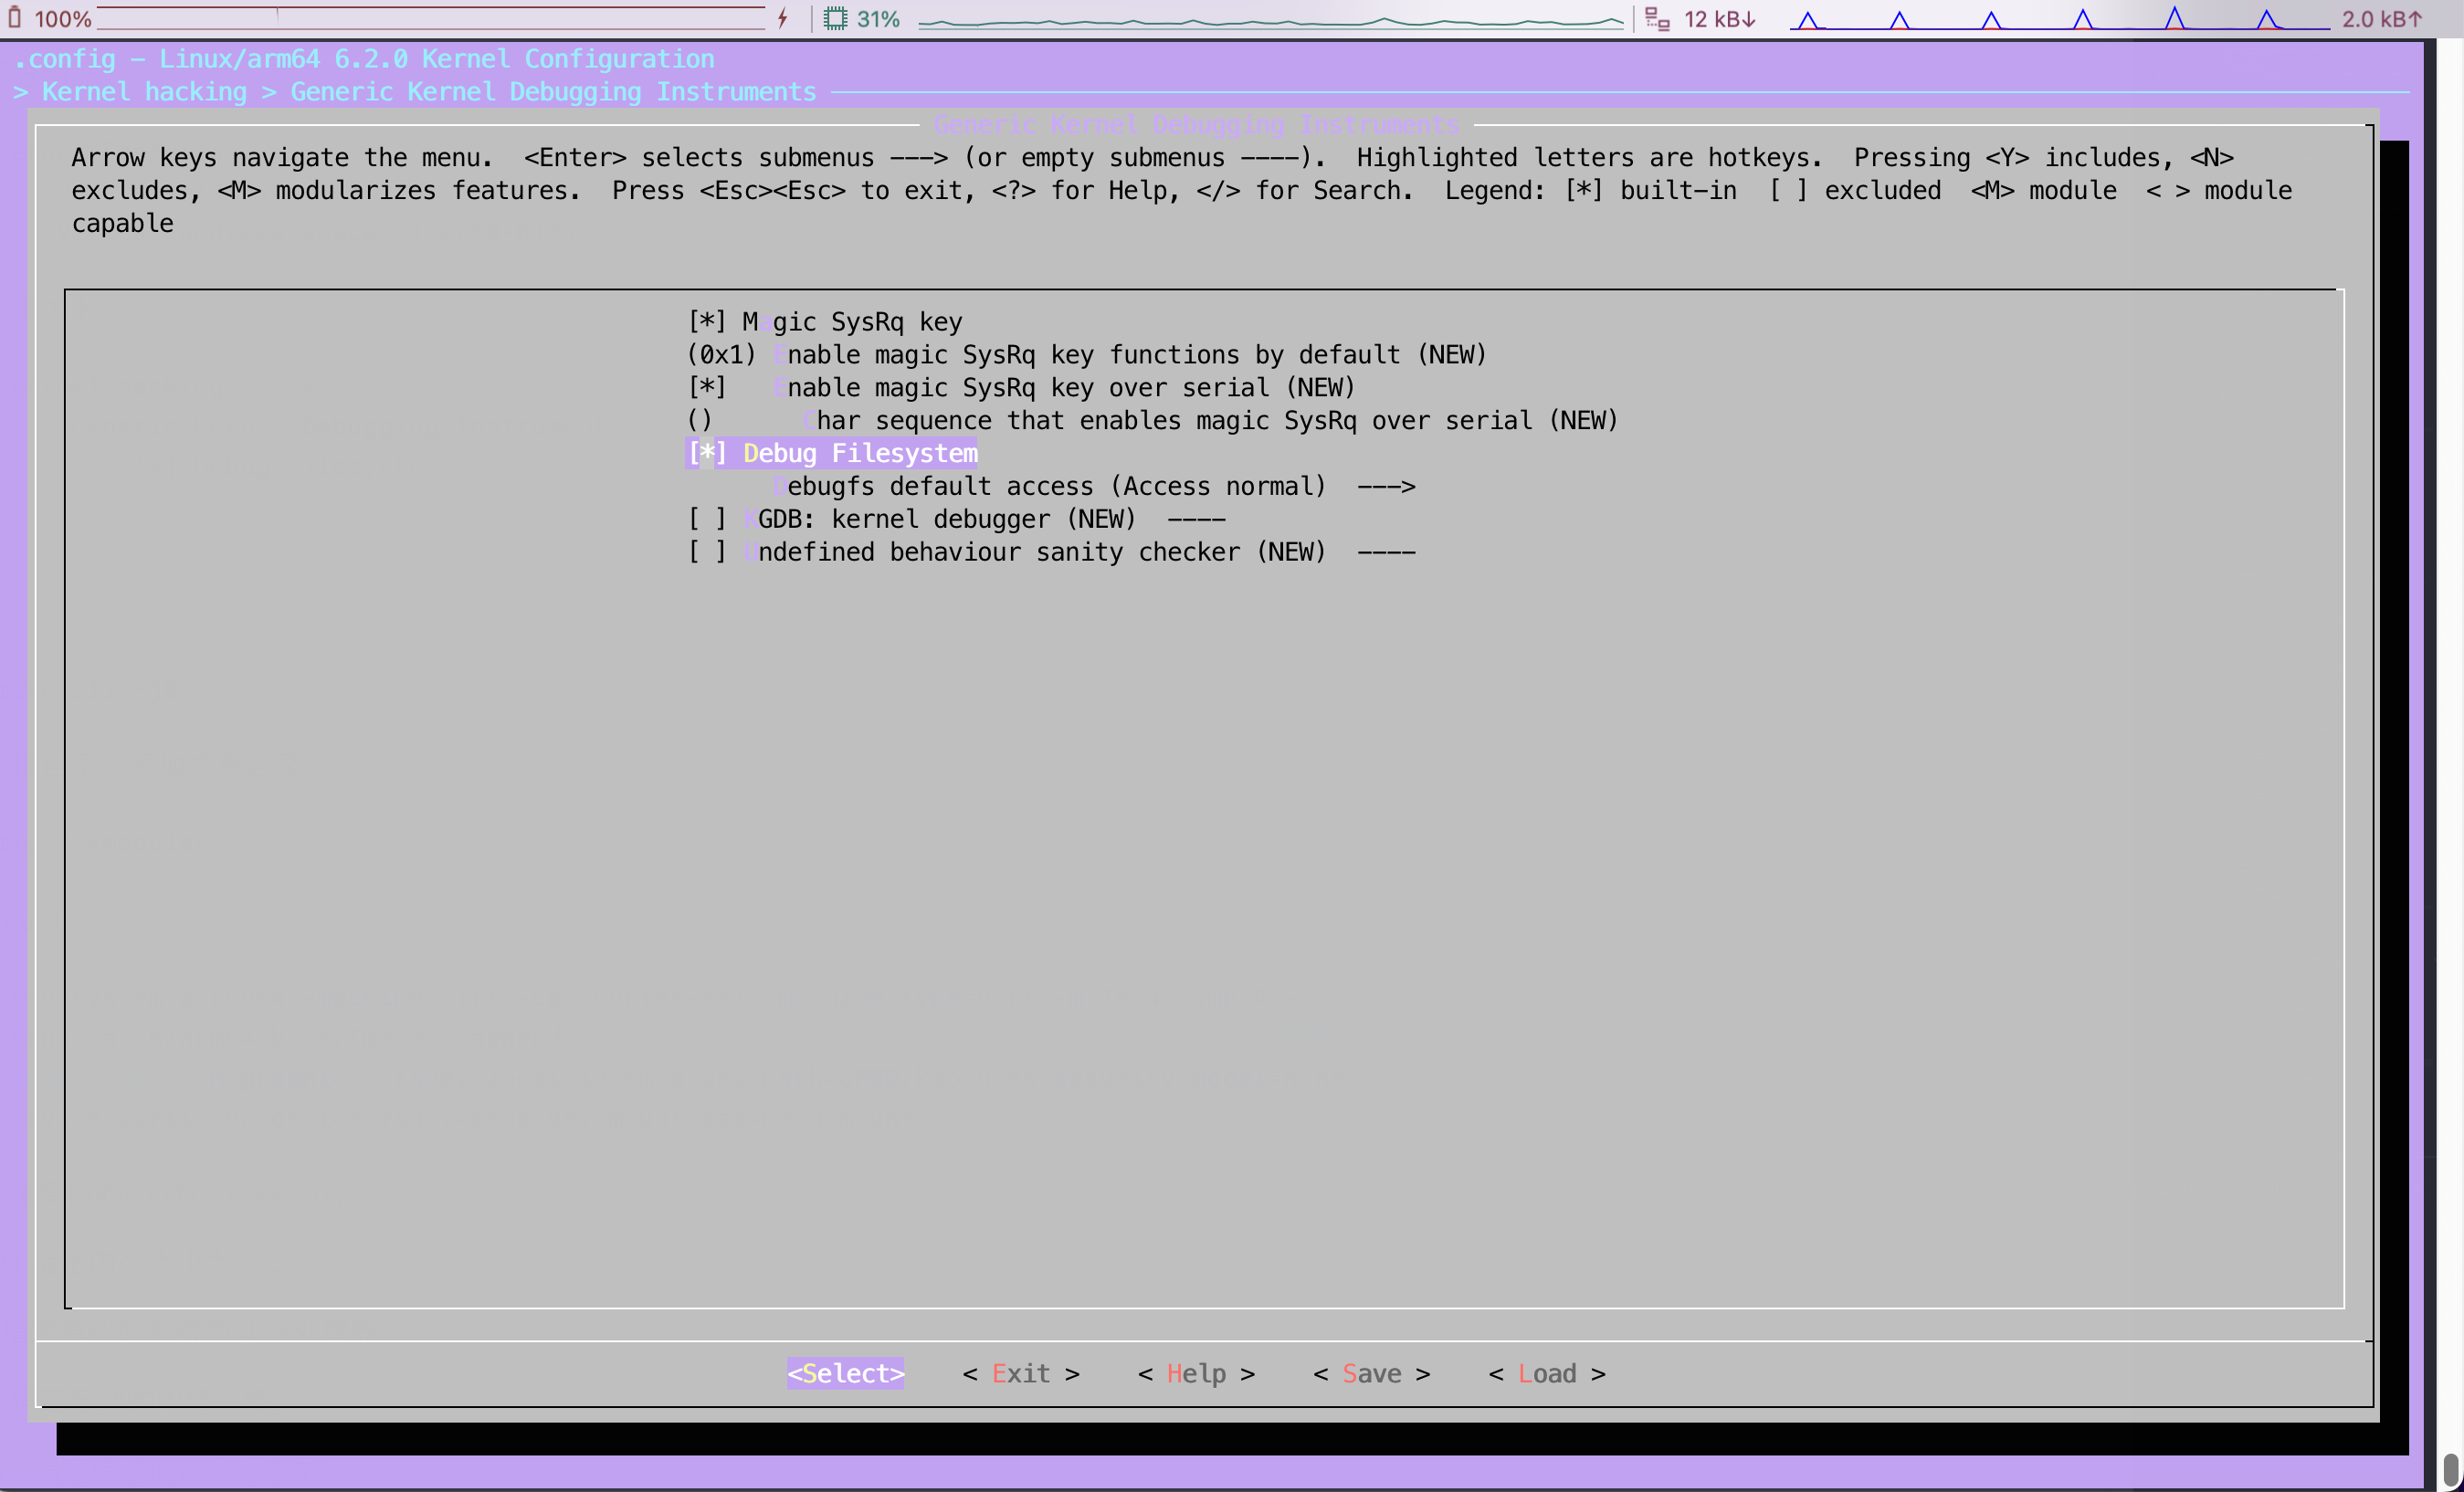 100% 31% 12 kB↓ 2.0 kB↑
.config - Linux/arm64 6.2.0 Kernel Configuration
> Kernel hacking > Generic Kernel Debugging Instruments
Generic Kernel Debugging Instruments
Arrow keys navigate the menu.  <Enter> selects submenus ---> (or empty submenus ----).  Highlighted letters are hotkeys.  Pressing <Y> includes, <N>
excludes, <M> modularizes features.  Press <Esc><Esc> to exit, <?> for Help, </> for Search.  Legend: [*] built-in  [ ] excluded  <M> module  < > module
capable
[*] Magic SysRq key
(0x1) Enable magic SysRq key functions by default (NEW)
[*]   Enable magic SysRq key over serial (NEW)
()      Char sequence that enables magic SysRq over serial (NEW)
[*] Debug Filesystem
Debugfs default access (Access normal)  --->
[ ] KGDB: kernel debugger (NEW)  ----
[ ] Undefined behaviour sanity checker (NEW)  ----
<Select>    < Exit >    < Help >    < Save >    < Load >